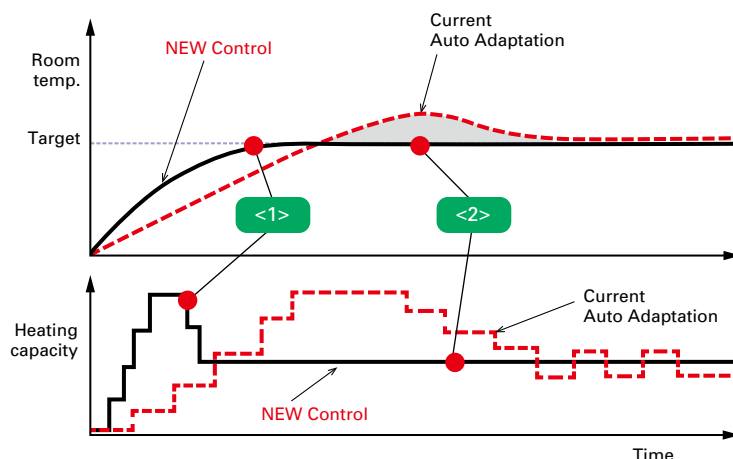 Current
Auto Adaptation
NEW Control
Room
temp.
Target
<1>
<2>
Current
Auto Adaptation
Heating
capacity
NEW Control
Time